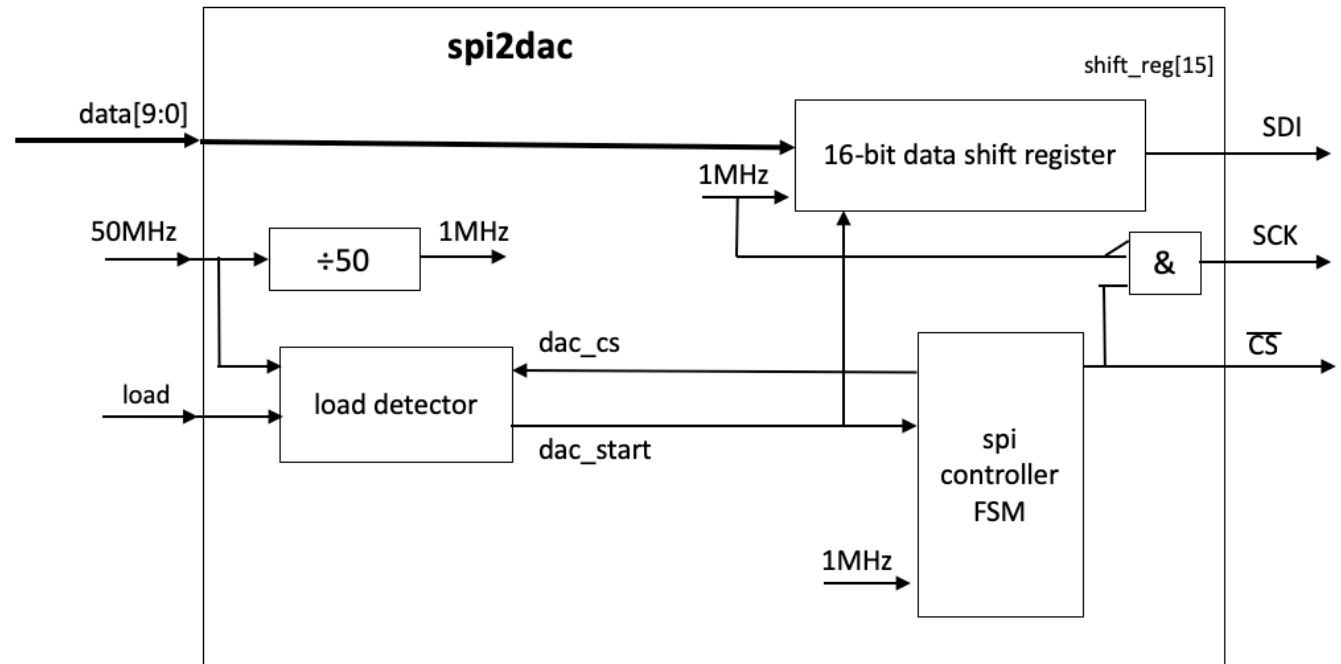 spi2dac
shift_reg[15]
data[9:0]
SDI
16-bit data shift register
1MHz
50MHz
1MHz
SCK
÷50
&
dac_cs
CS
load
load detector
dac_start
spi
controller
FSM
1MHz